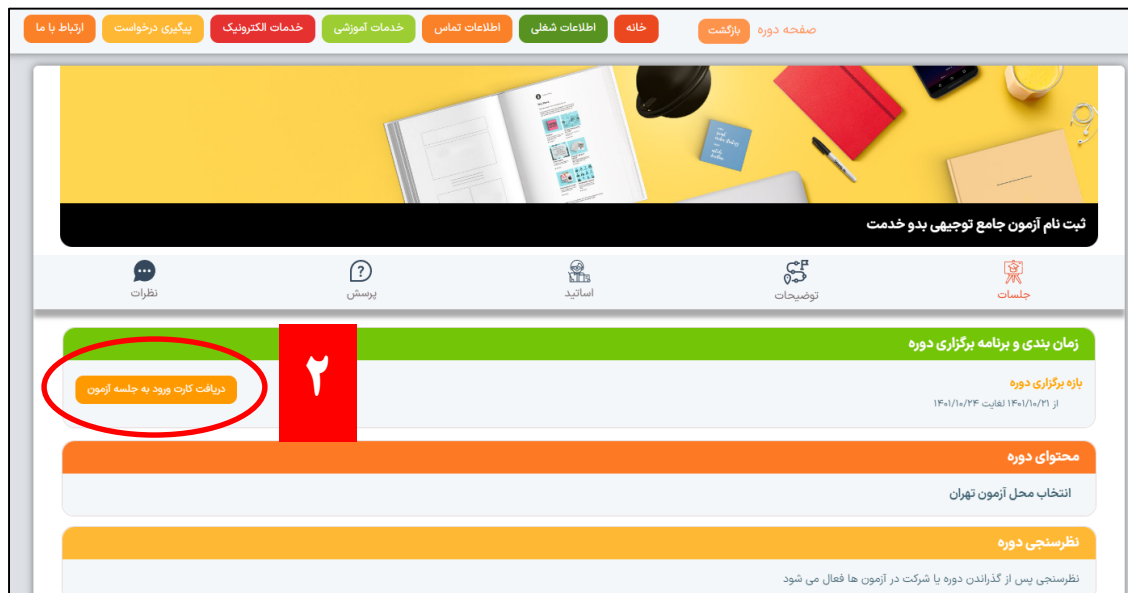 صفحه دوره
بازگشت
خانه
اطلاعات شغلی
اطلاعات تماس
خدمات آموزشی
خدمات الکترونیک
پیگیری درخواست
ارتباط با ما
ثبت نام آزمون جامع توجیهی بدو خدمت
جلسات
توضیحات
اساتید
پرسش
نظرات
زمان بندی و برنامه برگزاری دوره
بازه برگزاری دوره
از ۱۴۰۱/۱۰/۲۱ لغایت ۱۴۰۱/۱۰/۲۴
۲
دریافت کارت ورود به جلسه آزمون
محتوای دوره
انتخاب محل آزمون تهران
نظرسنجی دوره
نظرسنجی پس از گذراندن دوره یا شرکت در آزمون ها فعال می شود